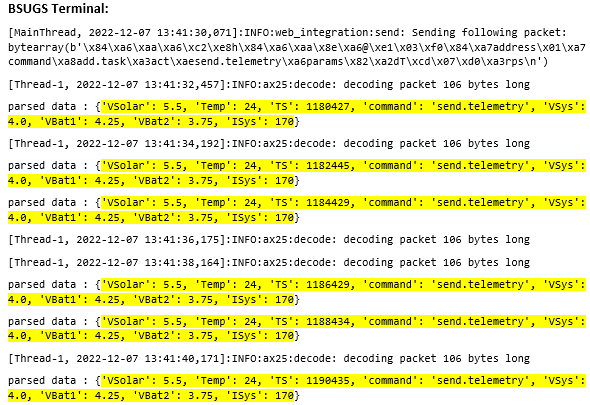 BSUGS Terminal:
[MainThread, 2022-12-07 13:41:30,071]:INFO:web_integration:send: Sending following packet:
bytearray(b'\x84\xa6\xaa\xa6\xc2\xe8h\x84\xa6\xaa\x8e\xa6@\xe1\x03\xf0\x84\xa7address\x01\xa7
command\xa8add.task\xa3act\xaesend.telemetry\xa6params\x82\xa2dT\xcd\x07\xd0\xa3rps\n')
[Thread-1, 2022-12-07 13:41:32,457]:INFO:ax25:decode: decoding packet 106 bytes long
parsed data : {'VSolar': 5.5, 'Temp': 24, 'TS': 1180427, 'command': 'send.telemetry', 'VSys':
4.0, 'VBat1': 4.25, 'VBat2': 3.75, 'ISys': 170}
[Thread-1, 2022-12-07 13:41:34,192]:INFO:ax25:decode: decoding packet 106 bytes long
parsed data : {'VSolar': 5.5, 'Temp': 24, 'TS': 1182445, 'command': 'send.telemetry', 'VSys':
4.0, 'VBat1': 4.25, 'VBat2': 3.75, 'ISys': 170}
parsed data : {'VSolar': 5.5, 'Temp': 24, 'TS': 1184429, 'command': 'send.telemetry', 'VSys':
4.0, 'VBat1': 4.25, 'VBat2': 3.75, 'ISys': 170}
[Thread-1, 2022-12-07 13:41:36,175]:INFO:ax25:decode: decoding packet 106 bytes long
[Thread-1, 2022-12-07 13:41:38,164]:INFO:ax25:decode: decoding packet 106 bytes long
parsed data : {'VSolar': 5.5, 'Temp': 24, 'TS': 1186429, 'command': 'send.telemetry', 'VSys':
4.0, 'VBat1': 4.25, 'VBat2': 3.75, 'ISys': 170}
parsed data : {'VSolar': 5.5, 'Temp': 24, 'TS': 1188434, 'command': 'send.telemetry', 'VSys':
4.0, 'VBat1': 4.25, 'VBat2': 3.75, 'ISys': 170}
[Thread-1, 2022-12-07 13:41:40,171]:INFO:ax25:decode: decoding packet 106 bytes long
parsed data : {'VSolar': 5.5, 'Temp': 24, 'TS': 1190435, 'command': 'send.telemetry', 'VSys':
4.0, 'VBat1': 4.25, 'VBat2': 3.75, 'ISys': 170}